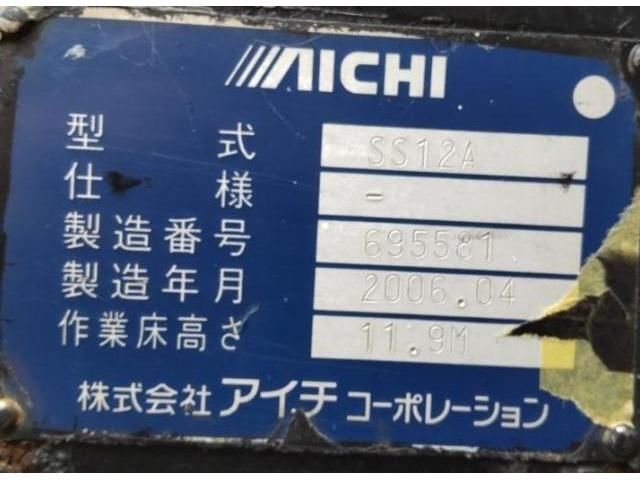 AICHI
型式 SS12A
仕様 -
製造番号 695581
製造年月 2006.04
作業床高さ 11.9M
株式会社アイチコーポレーション